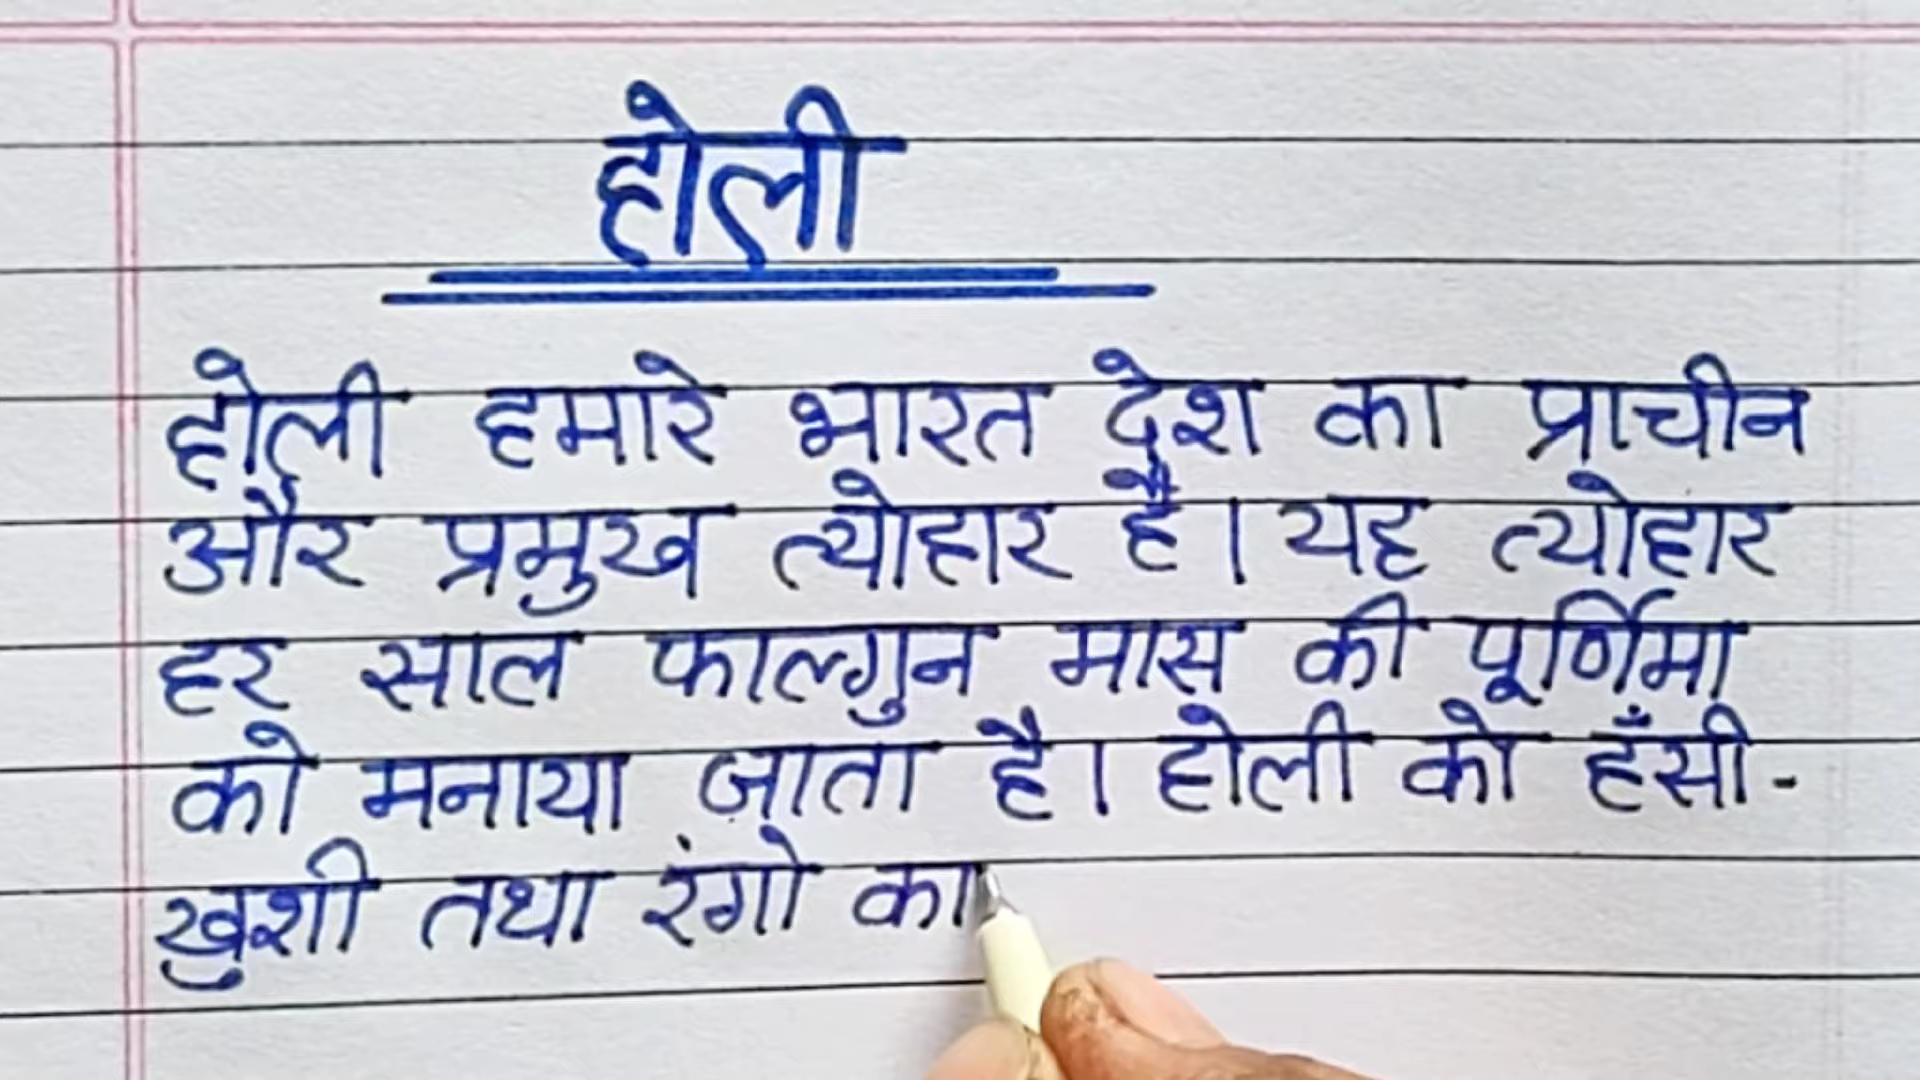 होली
होली हमारे भारत देश का प्राचीन
और प्रमुख त्योहार है। यह त्योहार
हर साल फाल्गुन मास की पूर्णिमा
को मनाया जाता है। होली को हँसी-
खुशी तथा रंगो का